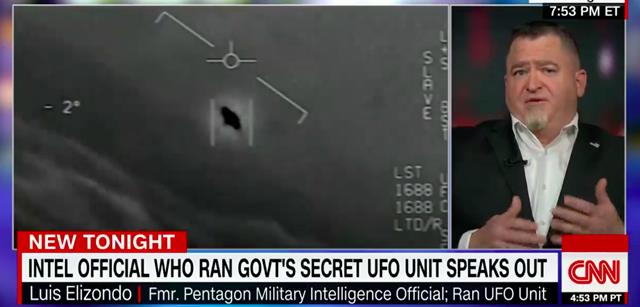 7:53 PM ET
- 2°
L+S
SLAVE
LST
1688
1688
LTD/R
NEW TONIGHT
INTEL OFFICIAL WHO RAN GOVT'S SECRET UFO UNIT SPEAKS OUT
Luis Elizondo | Fmr. Pentagon Military Intelligence Official; Ran UFO Unit
CNN
4:53 PM PT